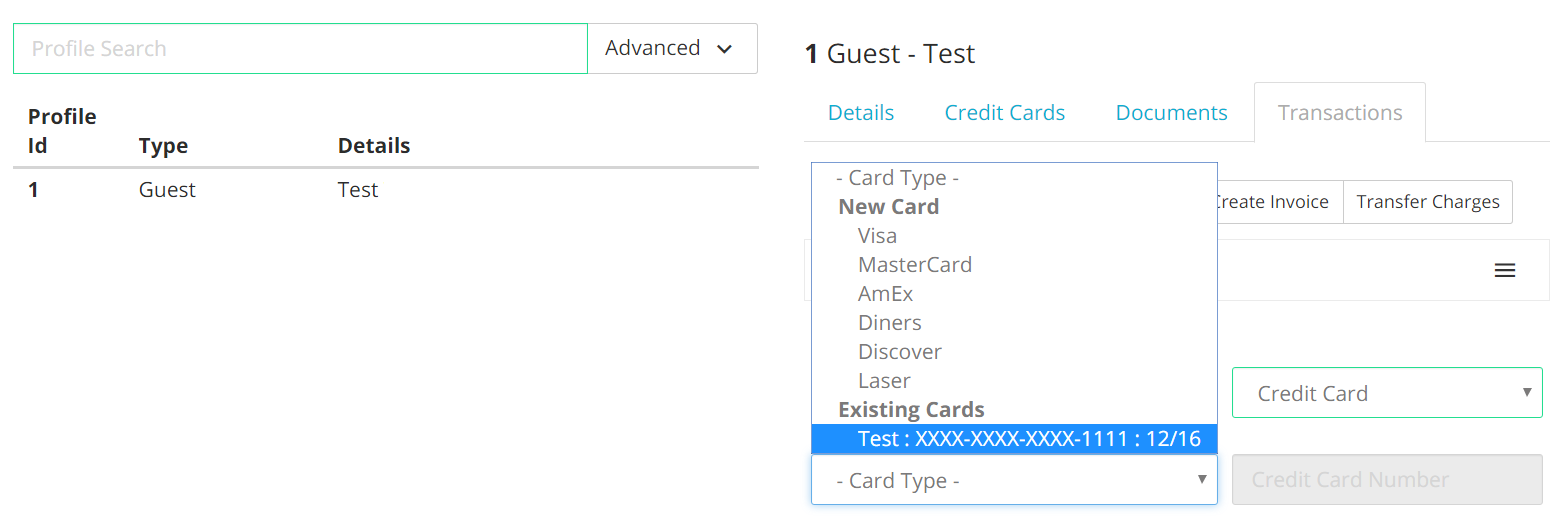 Profile Search
Advanced
Profile
Id Type Details
1 Guest Test
1 Guest - Test
Details Credit Cards Documents Transactions
- Card Type -
New Card
Visa
MasterCard
AmEx
Diners
Discover
Laser
Existing Cards
Test : XXXX-XXXX-XXXX-1111 : 12/16
Create Invoice Transfer Charges
Credit Card
- Card Type -
Credit Card Number